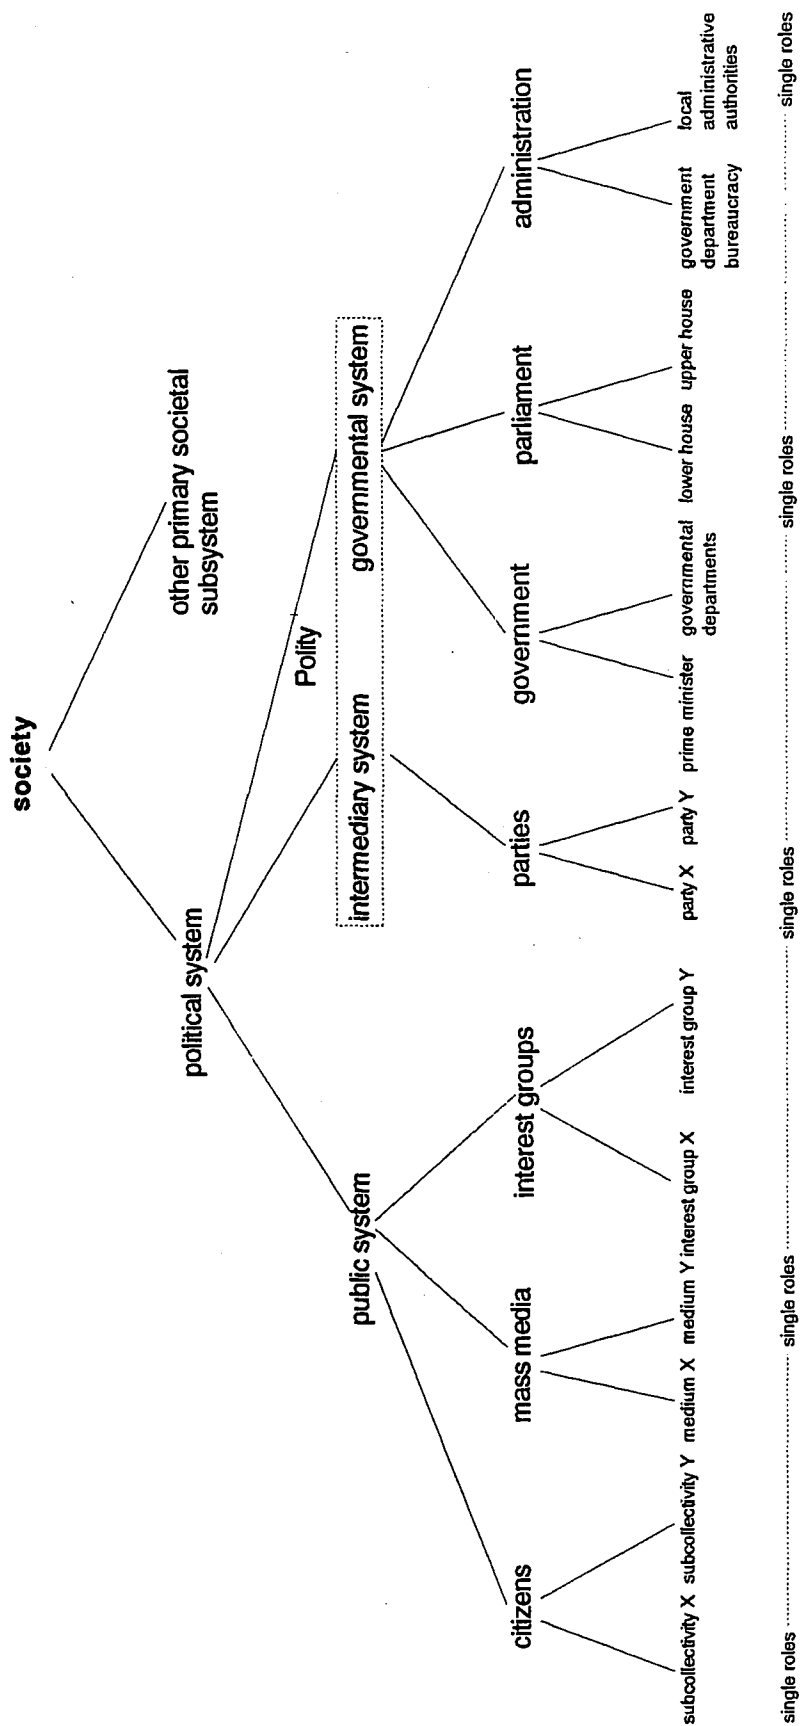 society
political system
other primary societal
subsystem
Polity
public system
intermediary system
governmental system
citizens
mass media
interest groups
parties
government
parliament
administration
subcollectivity X
subcollectivity Y
medium X
medium Y
interest group X
interest group Y
party X
party Y
prime minister
governmental
departments
lower house
upper house
government
department
bureaucracy
local
administrative
authorities
single roles
single roles
single roles
single roles
single roles